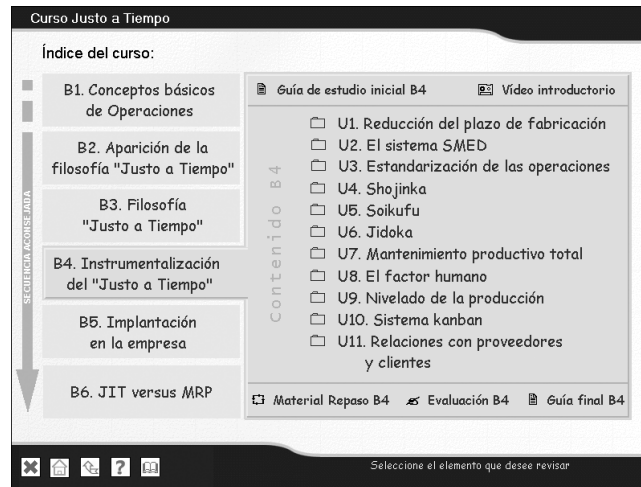 Curso Justo a Tiempo
Índice del curso:
SECUENCIA ACONSEJADA
B1. Conceptos básicos
de Operaciones
B2. Aparición de la
filosofía "Justo a Tiempo"
B3. Filosofía
"Justo a Tiempo"
B4. Instrumentalización
del "Justo a Tiempo"
B5. Implantación
en la empresa
B6. JIT versus MRP
Guía de estudio inicial B4
Vídeo introductorio
Contenido B4
U1. Reducción del plazo de fabricación
U2. El sistema SMED
U3. Estandarización de las operaciones
U4. Shojinka
U5. Soikufu
U6. Jidoka
U7. Mantenimiento productivo total
U8. El factor humano
U9. Nivelado de la producción
U10. Sistema kanban
U11. Relaciones con proveedores
y clientes
Material Repaso B4
Evaluación B4
Guía final B4
?
Seleccione el elemento que desee revisar